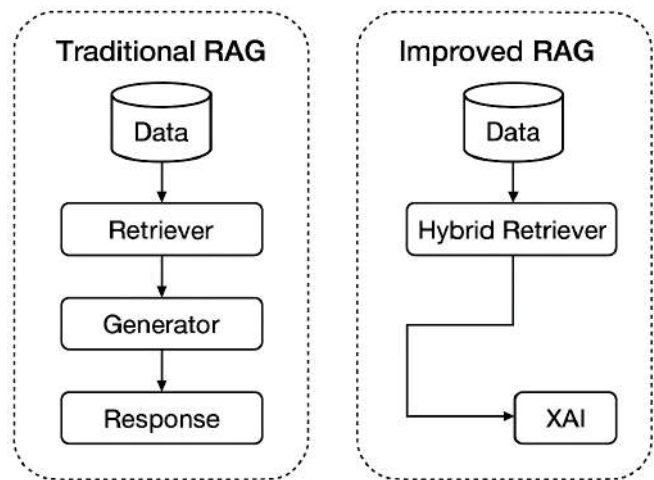 Traditional RAG
Data
Retriever
Generator
Response
Improved RAG
Data
Hybrid Retriever
XAI